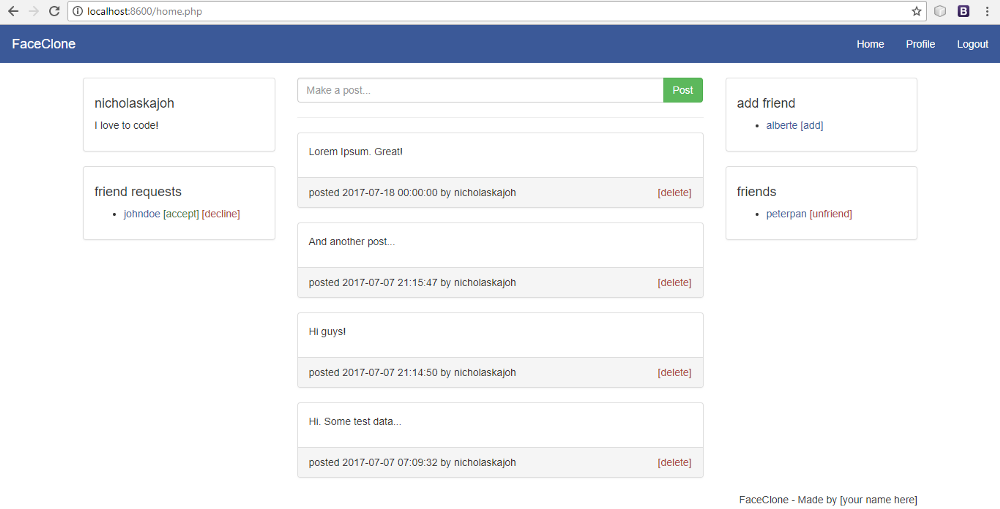 localhost:8600/home.php
FaceClone Home Profile Logout
nicholaskajoh
I love to code!
friend requests
johndoe [accept] [decline]
Make a post... Post
Lorem Ipsum. Great!
posted 2017-07-18 00:00:00 by nicholaskajoh [delete]
And another post...
posted 2017-07-07 21:15:47 by nicholaskajoh [delete]
Hi guys!
posted 2017-07-07 21:14:50 by nicholaskajoh [delete]
Hi. Some test data...
posted 2017-07-07 07:09:32 by nicholaskajoh [delete]
add friend
alberte [add]
friends
peterpan [unfriend]
FaceClone - Made by [your name here]